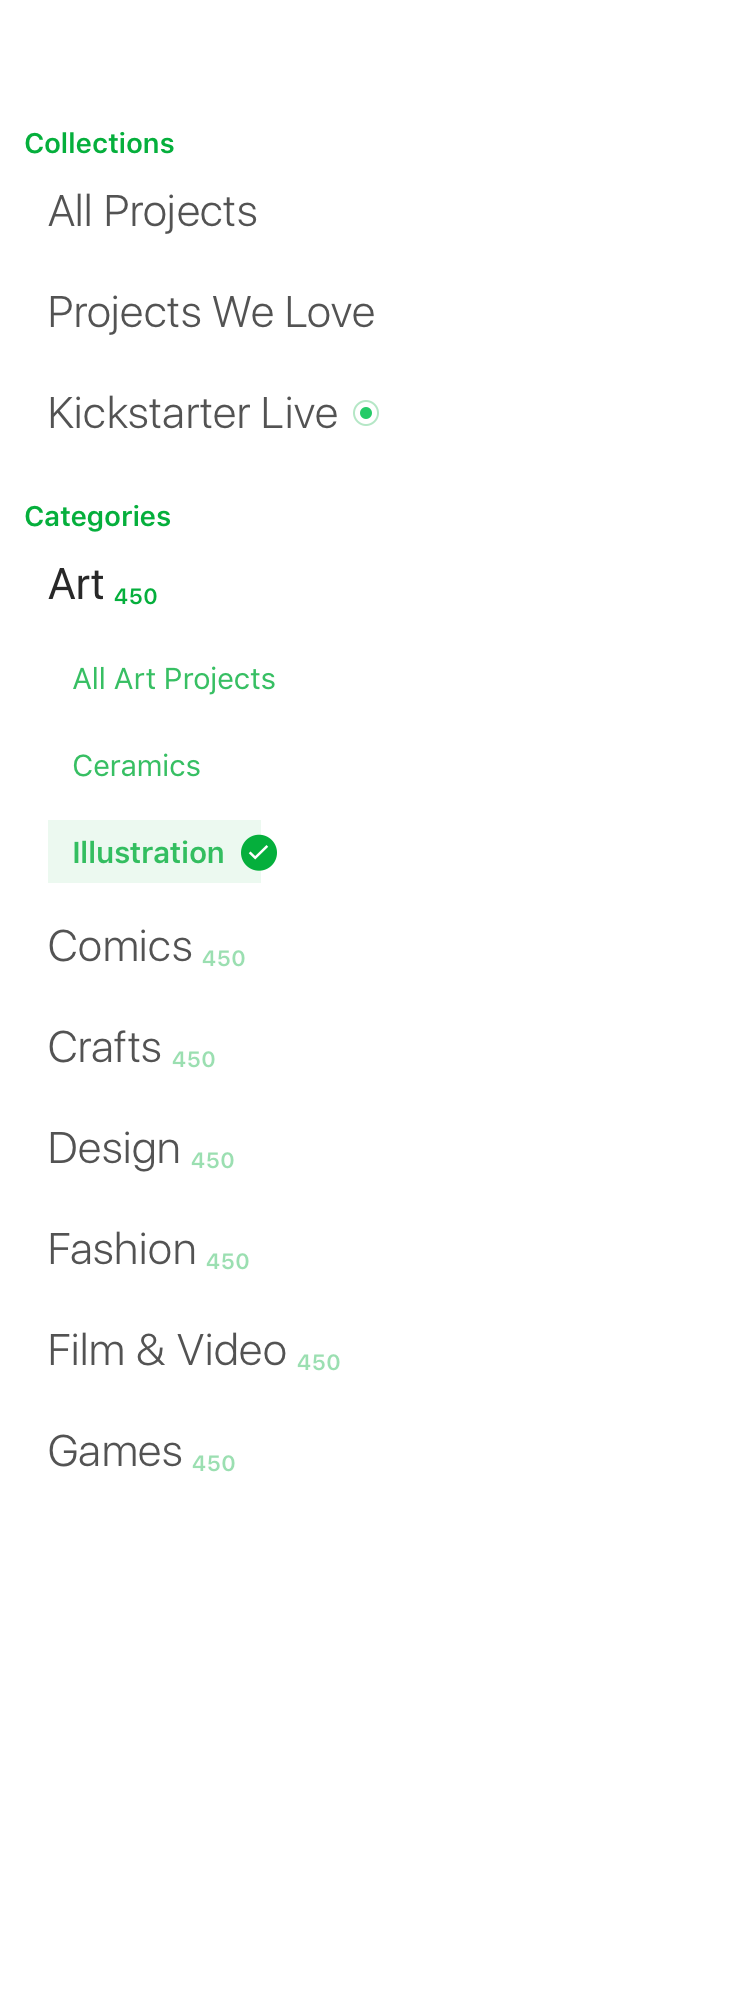 Collections
All Projects
Projects We Love
Kickstarter Live
Categories
Art 450
All Art Projects
Ceramics
Illustration
Comics 450
Crafts 450
Design 450
Fashion 450
Film & Video 450
Games 450